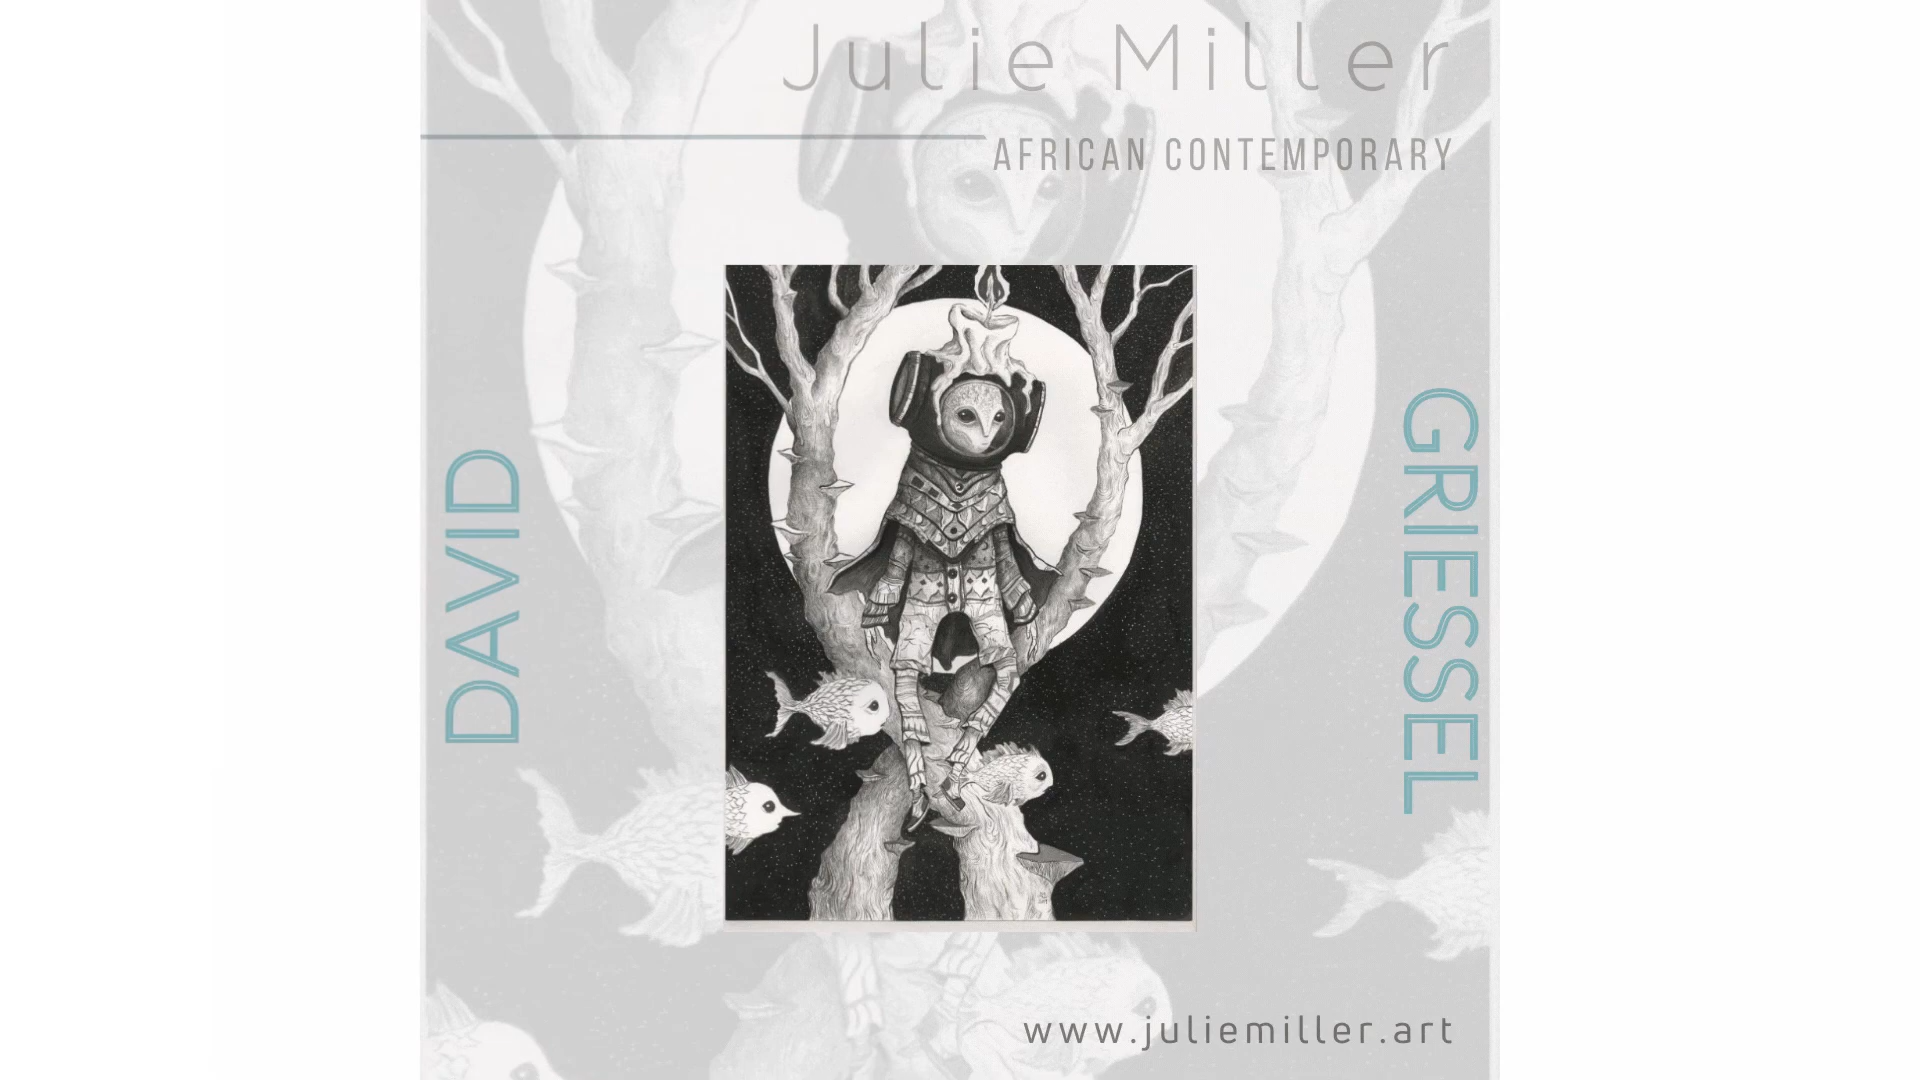 Julie Miller
AFRICAN CONTEMPORARY
DAVID
GRIESSEL
www.juliemiller.art